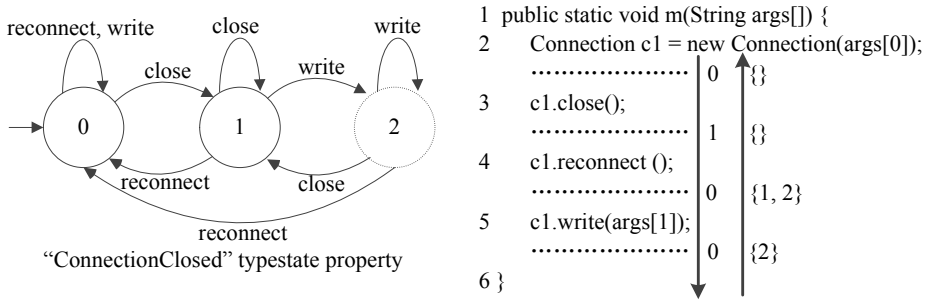 reconnect, write
close
write
close
write
0
1
2
reconnect
close
reconnect
“ConnectionClosed” typestate property
1 public static void m(String args[]) {
2 Connection c1 = new Connection(args[0]);
..................... 0 {}
3 c1.close();
..................... 1 {}
4 c1.reconnect ();
..................... 0 {1, 2}
5 c1.write(args[1]);
..................... 0 {2}
6 }